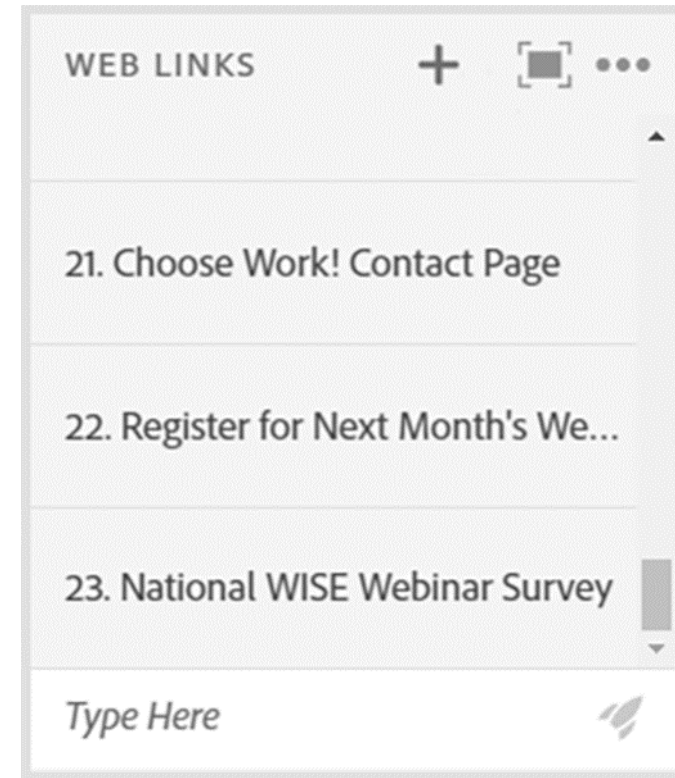 WEB LINKS
21. Choose Work! Contact Page
22. Register for Next Month's We...
23. National WISE Webinar Survey
Type Here